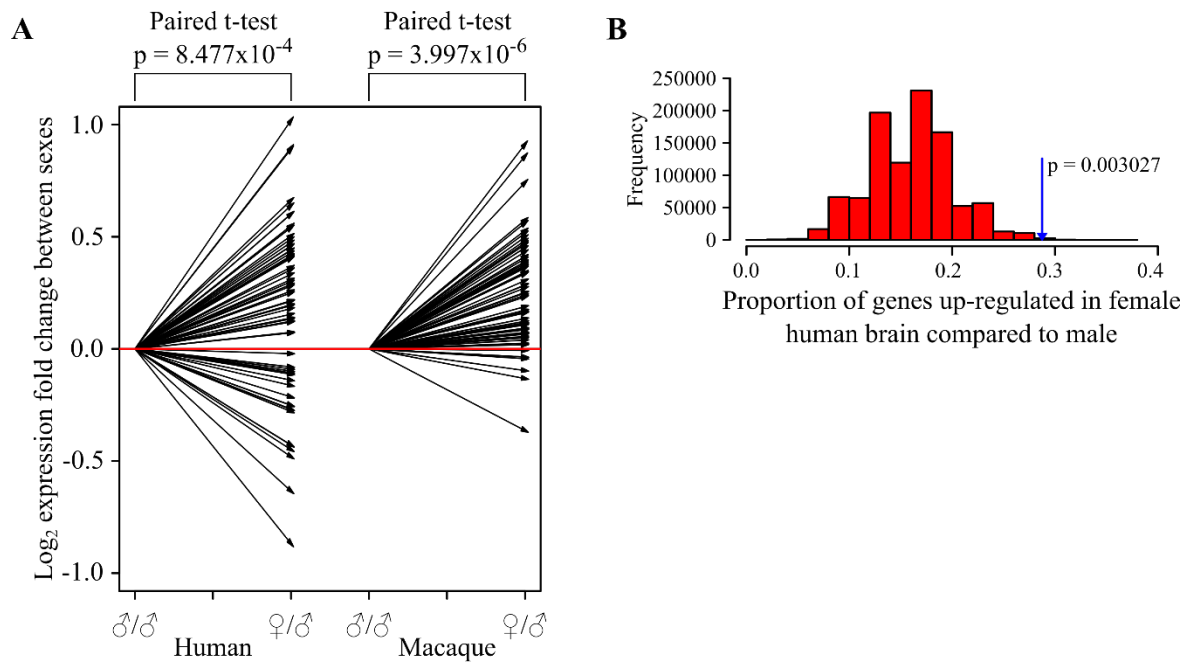 A
Paired t-test
p = 8.477x10⁻⁴
Paired t-test
p = 3.997x10⁻⁶
Log₂ expression fold change between sexes
1.0
0.5
0.0
-0.5
-1.0
♂/♂
♀/♂
♂/♂
♀/♂
Human
Macaque
B
Frequency
250000
200000
150000
100000
50000
0
p = 0.003027
0.0
0.1
0.2
0.3
0.4
Proportion of genes up-regulated in female
human brain compared to male